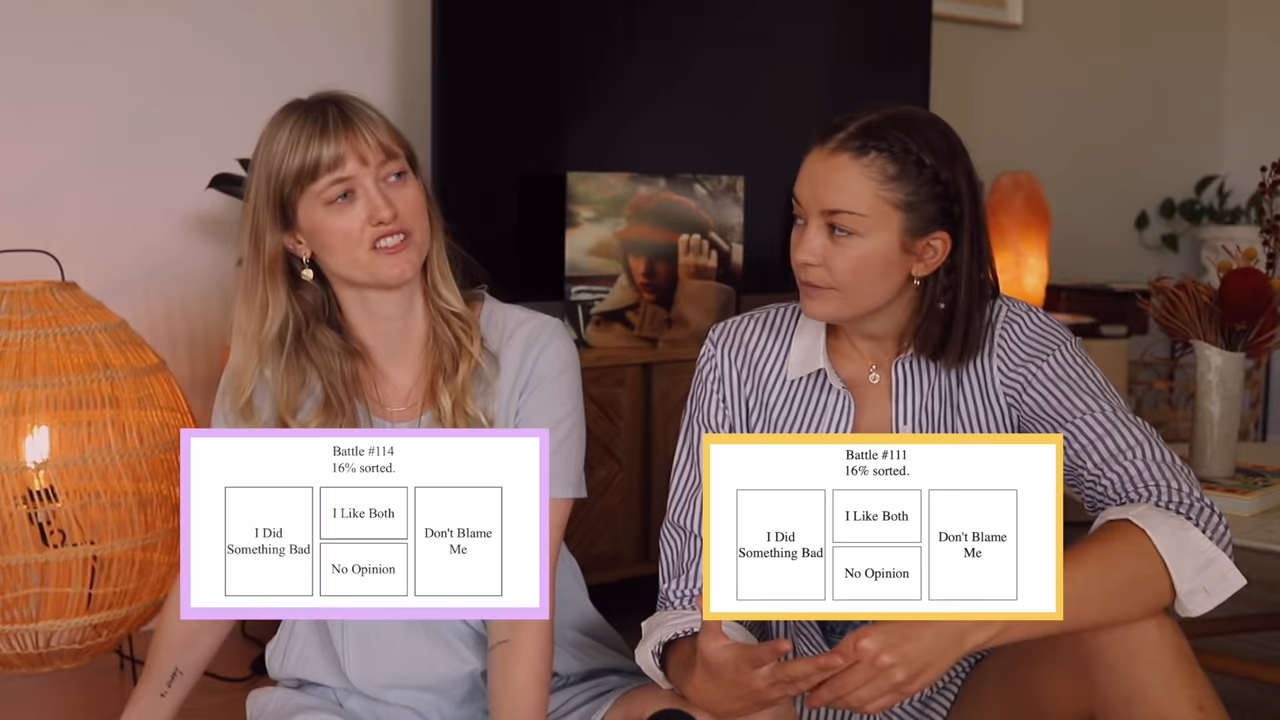 Battle #114
16% sorted.
I Did
Something Bad
I Like Both
No Opinion
Don't Blame
Me
Battle #111
16% sorted.
I Did
Something Bad
I Like Both
No Opinion
Don't Blame
Me